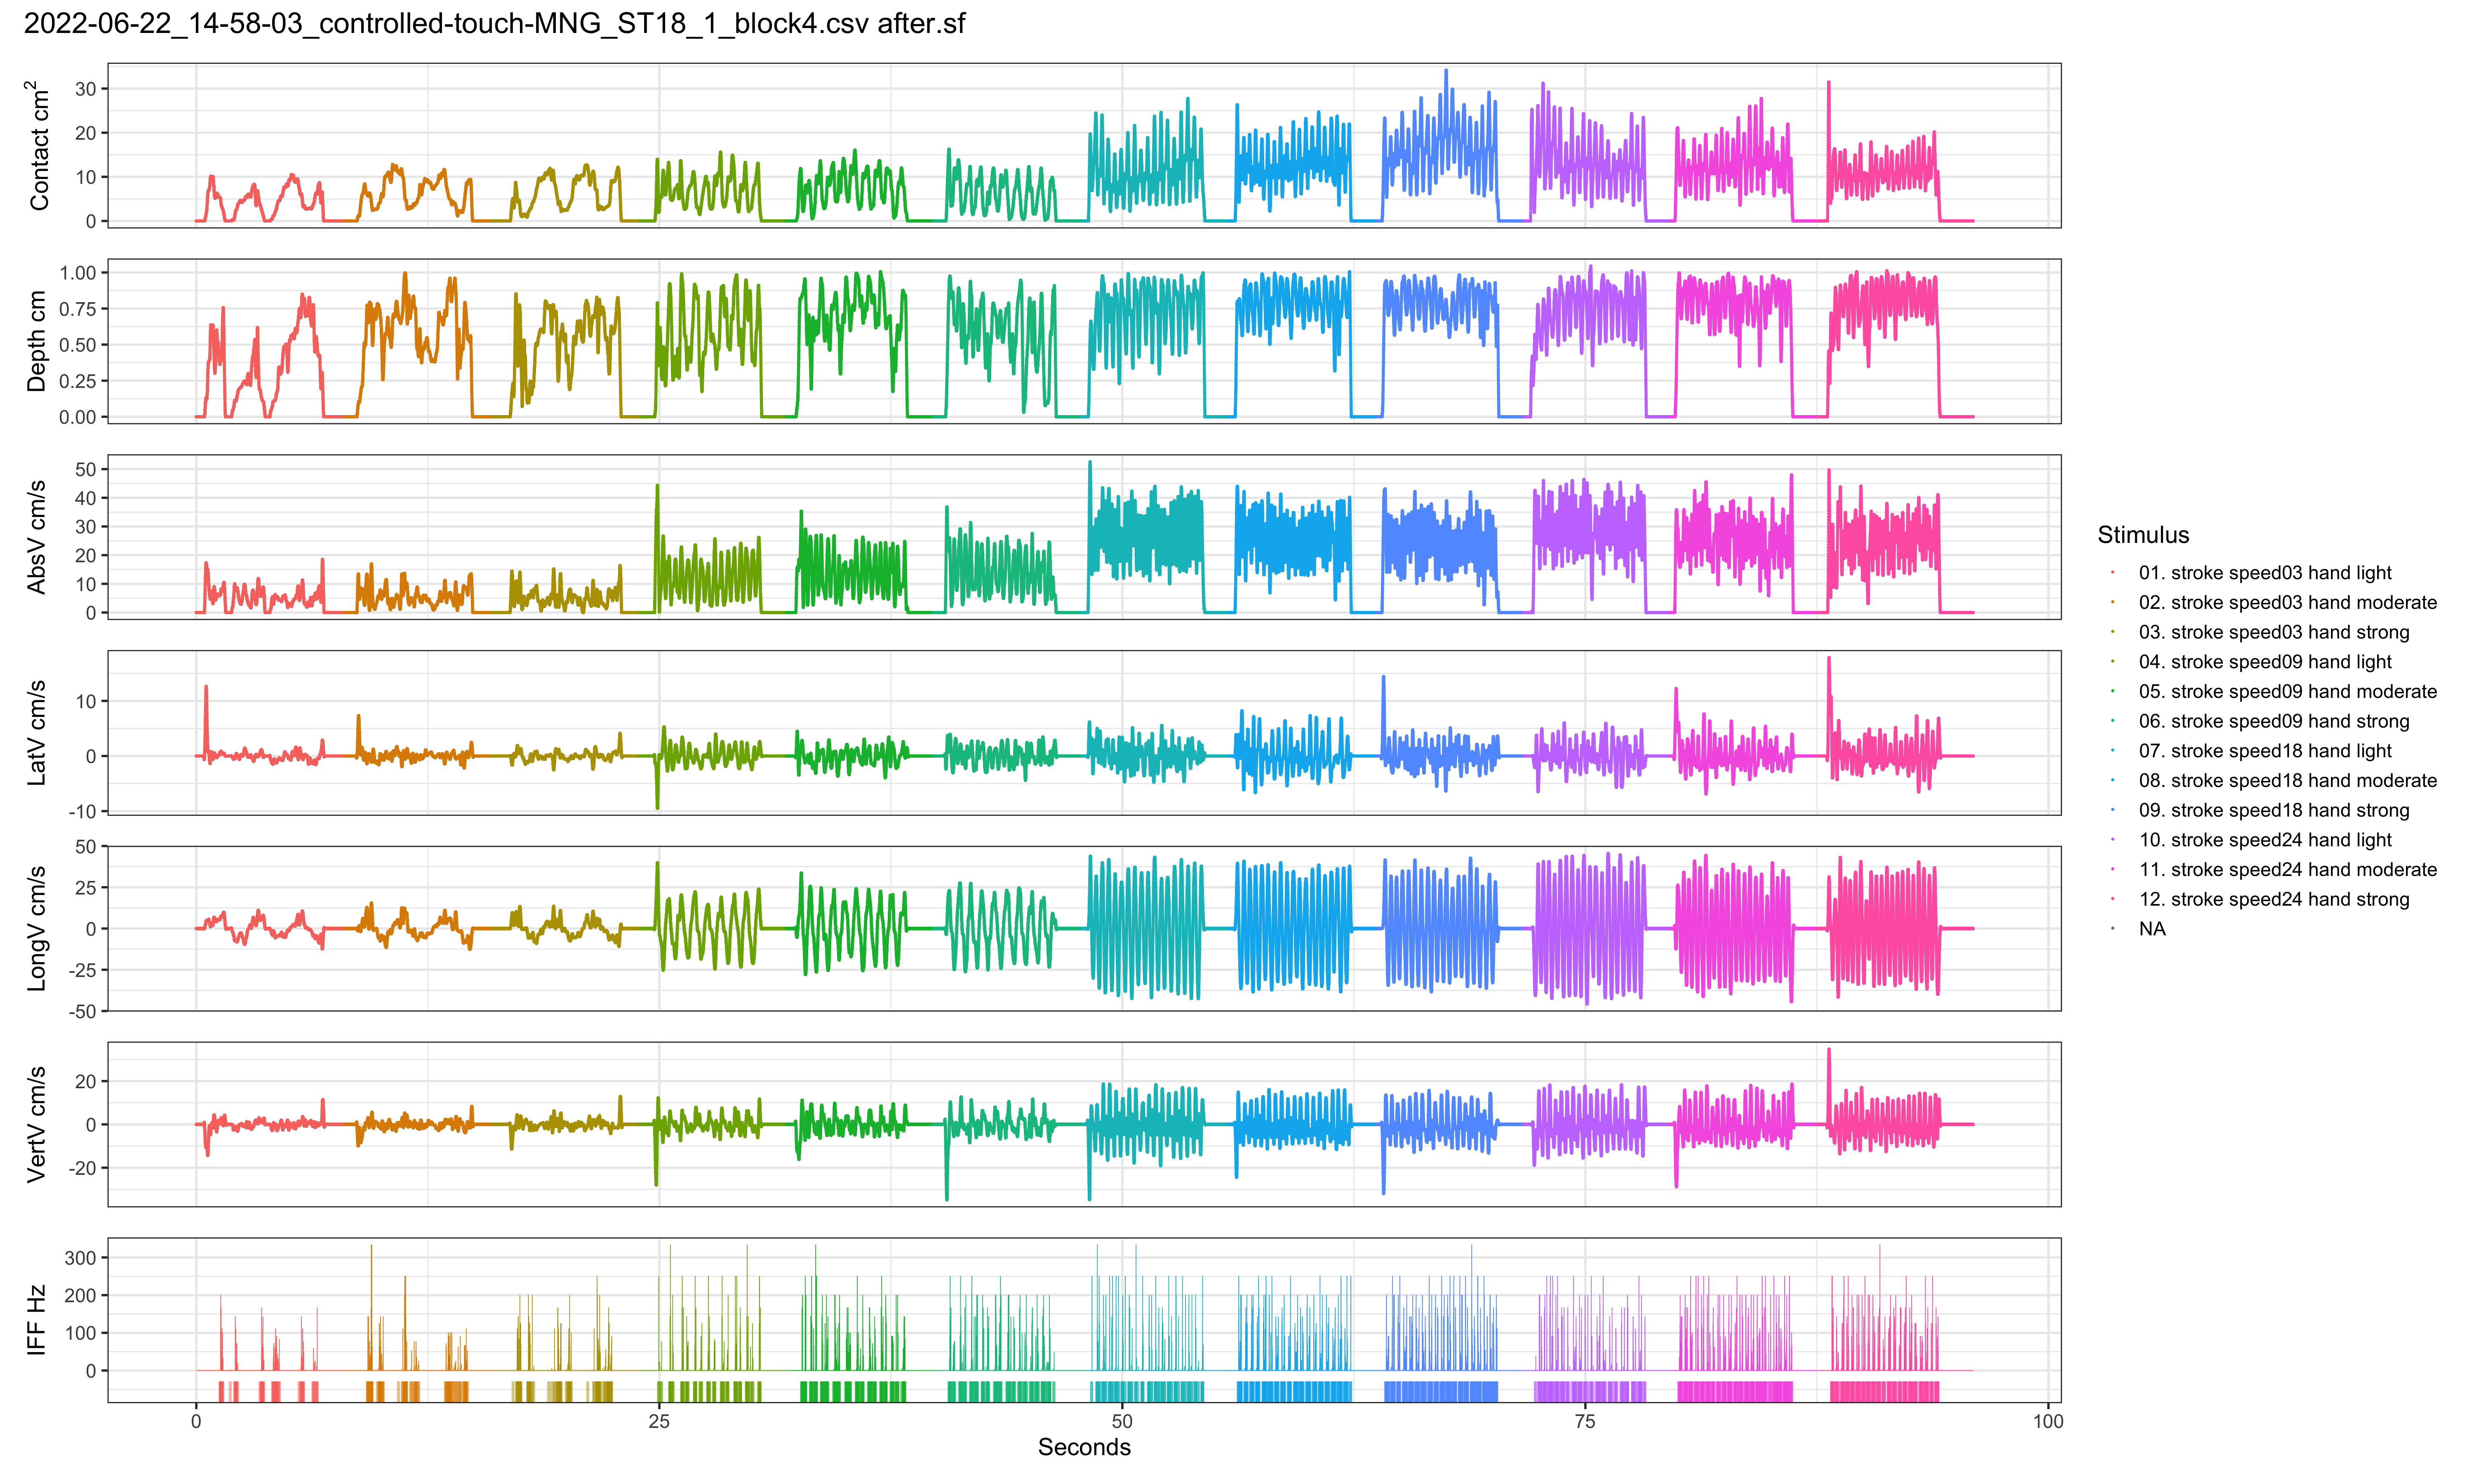 2022-06-22_14-58-03_controlled-touch-MNG_ST18_1_block4.csv after.sf
Contact cm2
30
20
10
0
Depth cm
1.00
0.75
0.50
0.25
0.00
AbsV cm/s
50
40
30
20
10
0
LatV cm/s
10
0
-10
LongV cm/s
50
25
0
-25
-50
VertV cm/s
20
0
-20
IFF Hz
300
200
100
0
0 25 50 75 100
Seconds
Stimulus
01. stroke speed03 hand light
02. stroke speed03 hand moderate
03. stroke speed03 hand strong
04. stroke speed09 hand light
05. stroke speed09 hand moderate
06. stroke speed09 hand strong
07. stroke speed18 hand light
08. stroke speed18 hand moderate
09. stroke speed18 hand strong
10. stroke speed24 hand light
11. stroke speed24 hand moderate
12. stroke speed24 hand strong
NA